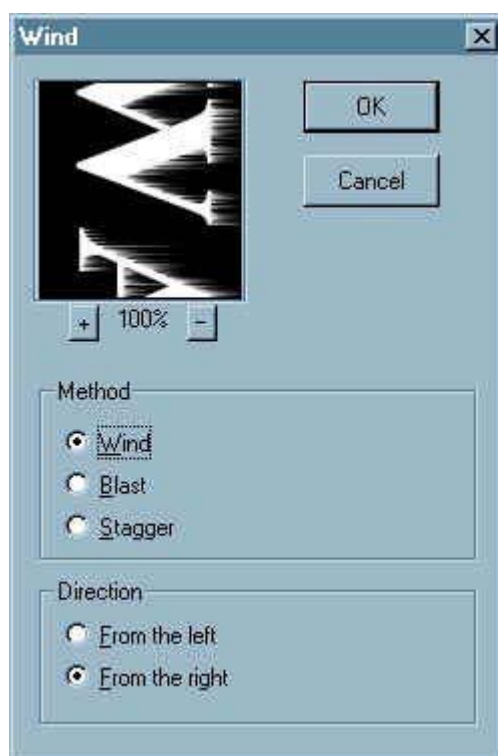 Wind
OK
Cancel
+ 100% -
Method
Wind
Blast
Stagger
Direction
From the left
From the right